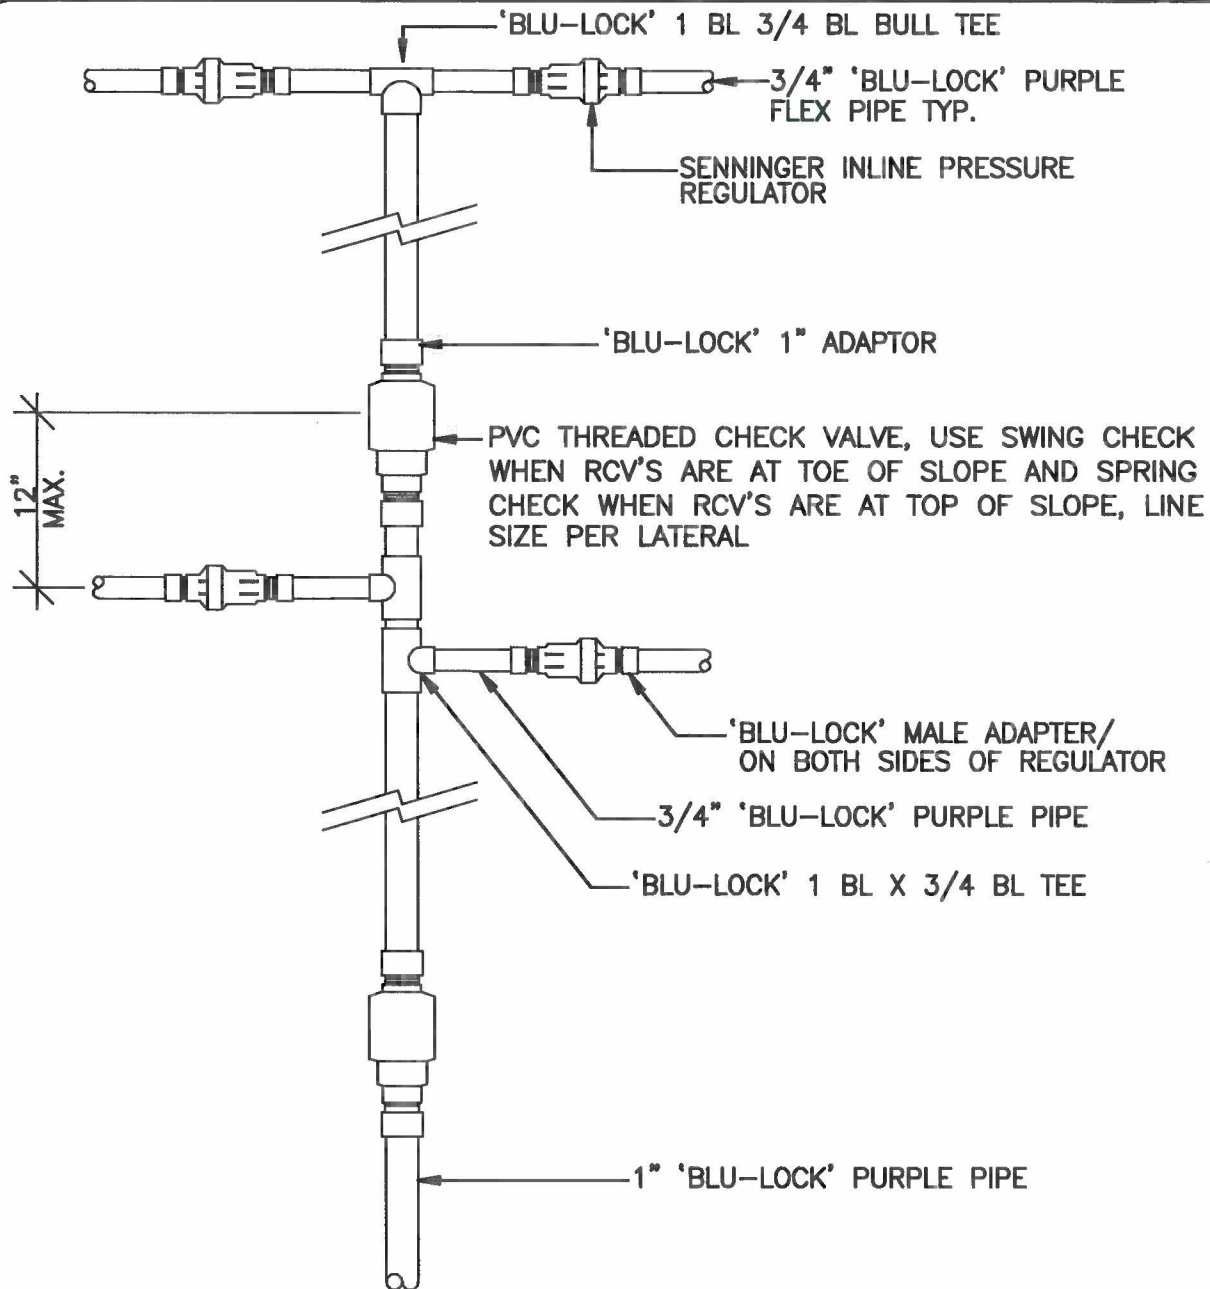 'BLU-LOCK' 1 BL 3/4 BL BULL TEE
3/4" 'BLU-LOCK' PURPLE
FLEX PIPE TYP.
SENNINGER INLINE PRESSURE
REGULATOR
'BLU-LOCK' 1" ADAPTOR
12"
MAX.
PVC THREADED CHECK VALVE, USE SWING CHECK
WHEN RCV'S ARE AT TOE OF SLOPE AND SPRING
CHECK WHEN RCV'S ARE AT TOP OF SLOPE, LINE
SIZE PER LATERAL
'BLU-LOCK' MALE ADAPTER/
ON BOTH SIDES OF REGULATOR
3/4" 'BLU-LOCK' PURPLE PIPE
'BLU-LOCK' 1 BL X 3/4 BL TEE
1" 'BLU-LOCK' PURPLE PIPE